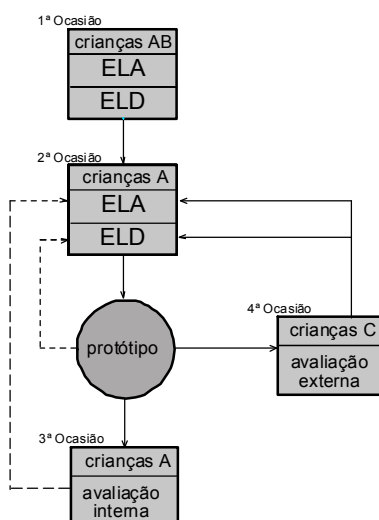 1ª Ocasião
crianças AB
ELA
ELD
2ª Ocasião
crianças A
ELA
ELD
protótipo
4ª Ocasião
crianças C
avaliação
externa
3ª Ocasião
crianças A
avaliação
interna